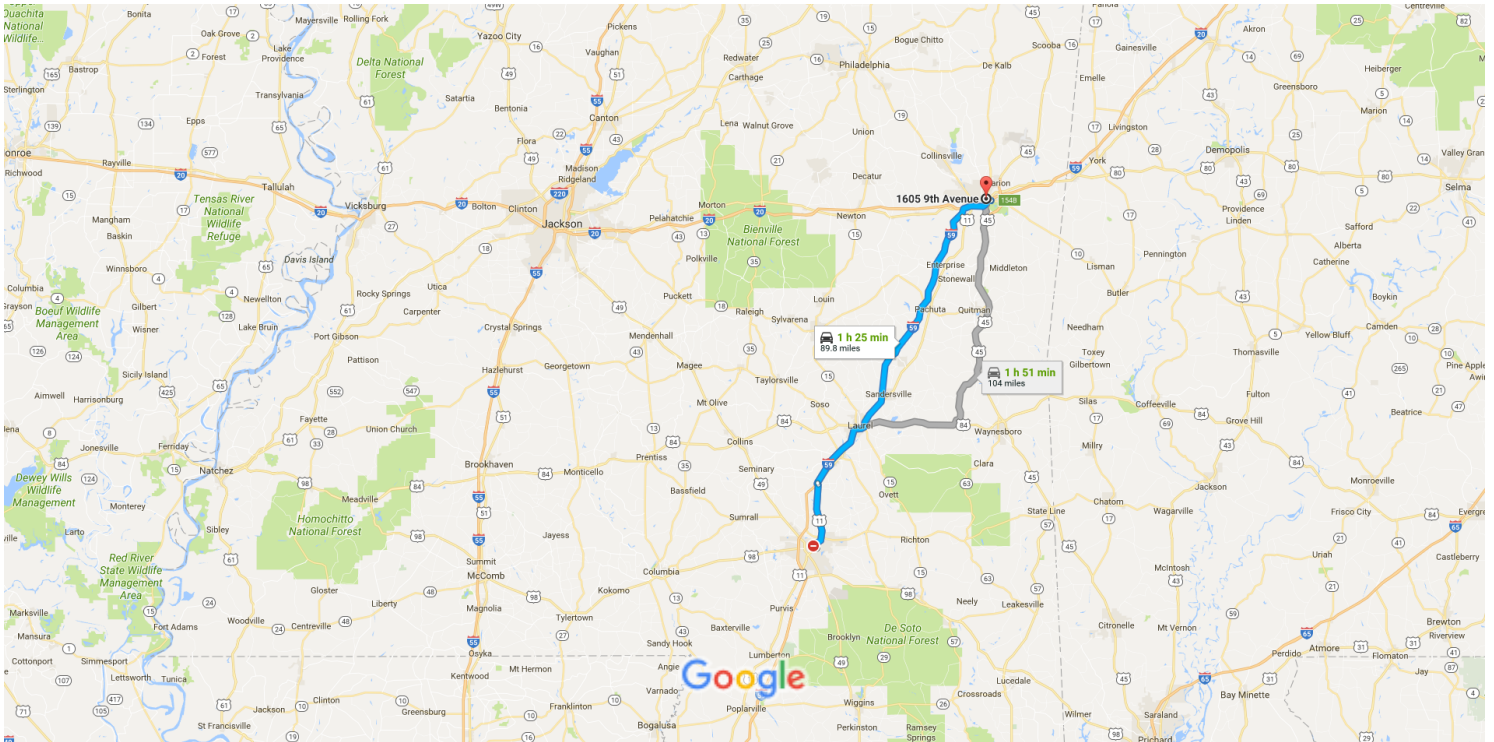 Ouachita
National
Wildlife...
Bonita
Oak Grove
Forest
Mayersville
Rolling Fork
Lake
Providence
Yazoo City
Pickens
Vaughan
Redwater
Carthage
Bogue Chitto
Philadelphia
Scooba
De Kalb
Gainesville
Emelle
Akron
Centreville
Heiberger
Greensboro
Marion
Bastrop
Sterlington
Transylvania
Epps
Delta National
Forest
Satartia
Bentonia
Canton
Flora
Lena
Walnut Grove
Union
Collinsville
Livingston
York
Demopolis
Valley Gran
Rayville
Richwood
Tallulah
Madison
Ridgeland
Decatur
Selma
Mangham
Baskin
Tensas River
National
Wildlife
Refuge
Vicksburg
Bolton
Clinton
Jackson
Pelahatchie
Morton
Newton
1605 9th Avenue
154B
Providence
Linden
Safford
Alberta
Catherine
Bienville
National Forest
Polkville
Puckett
Raleigh
Sylvarena
Louin
Enterprise
Stonewall
Middleton
Lisman
Pennington
Butler
Boykin
Camden
Winnsboro
Columbia
Gilbert
Wisner
Newellton
Lake Bruin
Davis Island
Rocky Springs
Utica
Carpenter
Port Gibson
Pattison
Boeuf Wildlife
Management
Area
Crystal Springs
Mendenhall
Georgetown
Magee
Taylorsville
Pachuta
Quitman
Needham
Toxey
Gilbertown
Yellow Bluff
Thomasville
Pine Apple
1 h 25 min
89.8 miles
1 h 51 min
104 miles
Sicily Island
Aimwell
Harrisonburg
Hazlehurst
Mt Olive
Soso
Sandersville
Laurel
Waynesboro
Silas
Coffeeville
Fulton
Grove Hill
Beatrice
Jonesville
Ferriday
Natchez
Fayette
Union Church
Brookhaven
Monticello
Prentiss
Collins
Seminary
Bassfield
Clara
Millry
Jackson
Monroeville
Dewey Wills
Wildlife
Management
Monterey
Larto
Sibley
Meadville
Homochitto
National Forest
Jayess
Sumrall
Ovett
Richton
State Line
Chatom
Wagarville
Frisco City
Evergre
Uriah
Castleberry
Red River
State Wildlife
Management
Area
Gloster
Liberty
Summit
McComb
Magnolia
Columbia
Kokomo
Tylertown
Purvis
Neely
Leakesville
McIntosh
Marksville
Mansura
Fort Adams
Woodville
Centreville
Osyka
Sandy Hook
Baxterville
Brooklyn
De Soto
National Forest
Citronelle
Mt Vernon
Perdido
Atmore
Flomaton
Brewton
Riverview
Jay
Cottonport
Simmesport
Lettsworth
Tunica
Mt Hermon
Kentwood
Angie
Varnado
Lumberton
Google
Lucedale
Crossroads
Bay Minette
Jackson
Clinton
St Francisville
Greensburg
Franklinton
Bogalusa
Poplarville
Wiggins
Perkinston
Ramsey
Springs
Wilmer
Saraland
Prichard